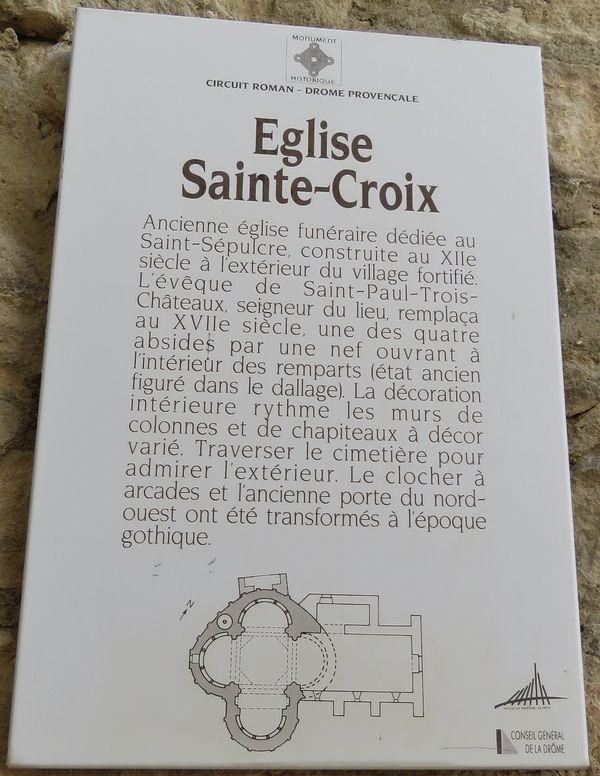 MONUMENT
HISTORIQUE
CIRCUIT ROMAN - DROME PROVENÇALE
Eglise
Sainte-Croix
Ancienne église funéraire dédiée au
Saint-Sépulcre, construite au XIIe
siècle à l'extérieur du village fortifié.
L'évêque de Saint-Paul-Trois-
Châteaux, seigneur du lieu, remplaça
au XVIIe siècle, une des quatre
absides par une nef ouvrant à
l'intérieur des remparts (état ancien
figuré dans le dallage). La décoration
intérieure rythme les murs de
colonnes et de chapiteaux à décor
varié. Traverser le cimetière pour
admirer l'extérieur. Le clocher à
arcades et l'ancienne porte du nord-
ouest ont été transformés à l'époque
gothique.
N
REGION RHÔNE-ALPES
CONSEIL GÉNÉRAL
DE LA DRÔME